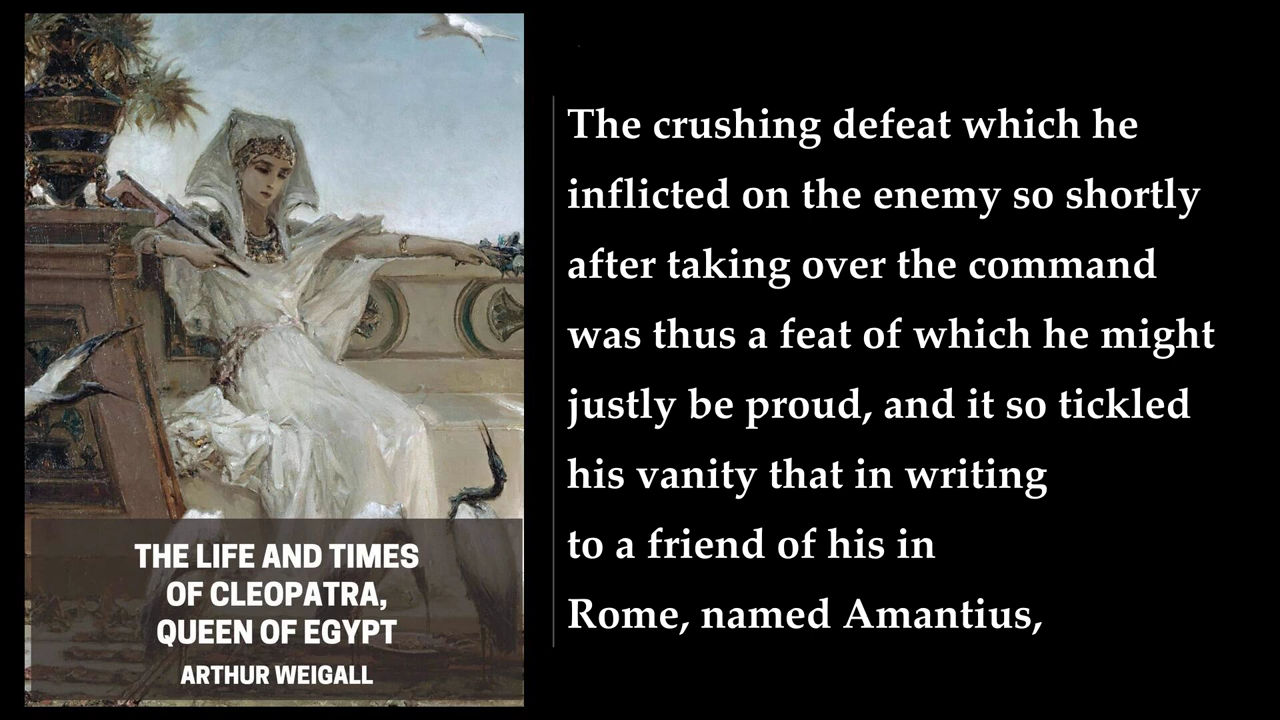 THE LIFE AND TIMES
OF CLEOPATRA,
QUEEN OF EGYPT
ARTHUR WEIGALL
The crushing defeat which he
inflicted on the enemy so shortly
after taking over the command
was thus a feat of which he might
justly be proud, and it so tickled
his vanity that in writing
to a friend of his in
Rome, named Amantius,